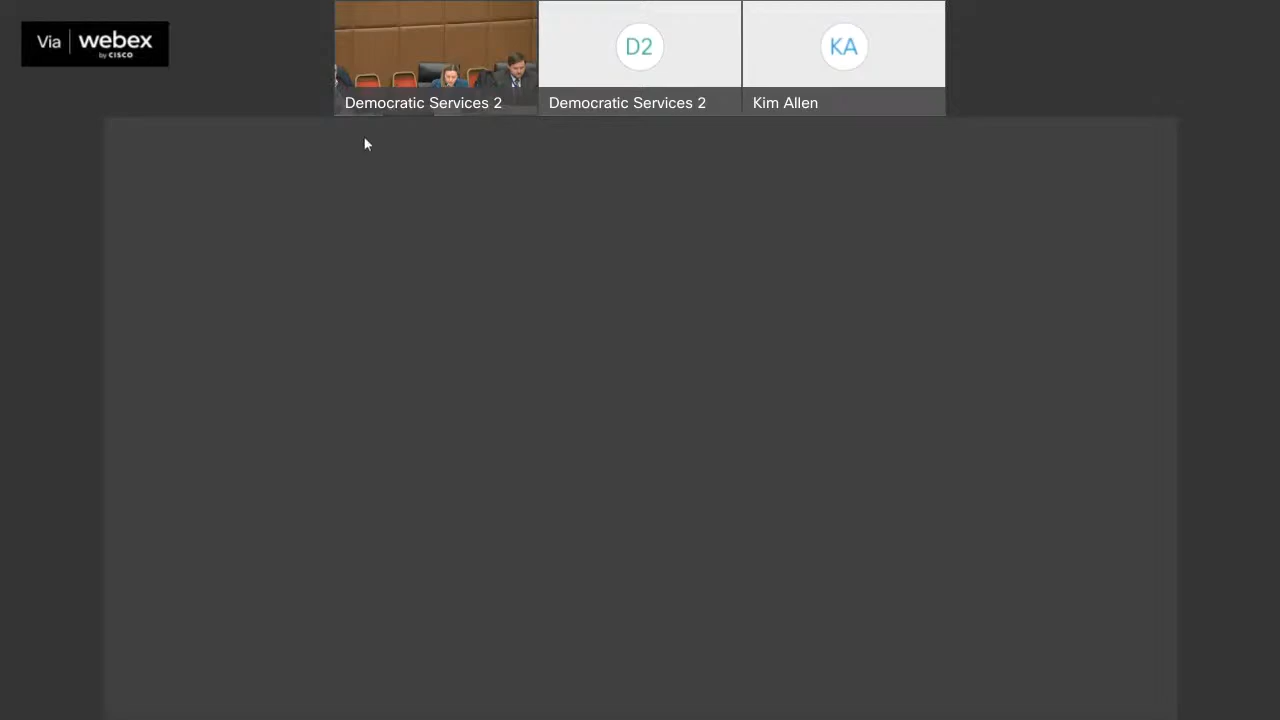 Via webex
by CISCO
D2
KA
Democratic Services 2
Democratic Services 2
Kim Allen